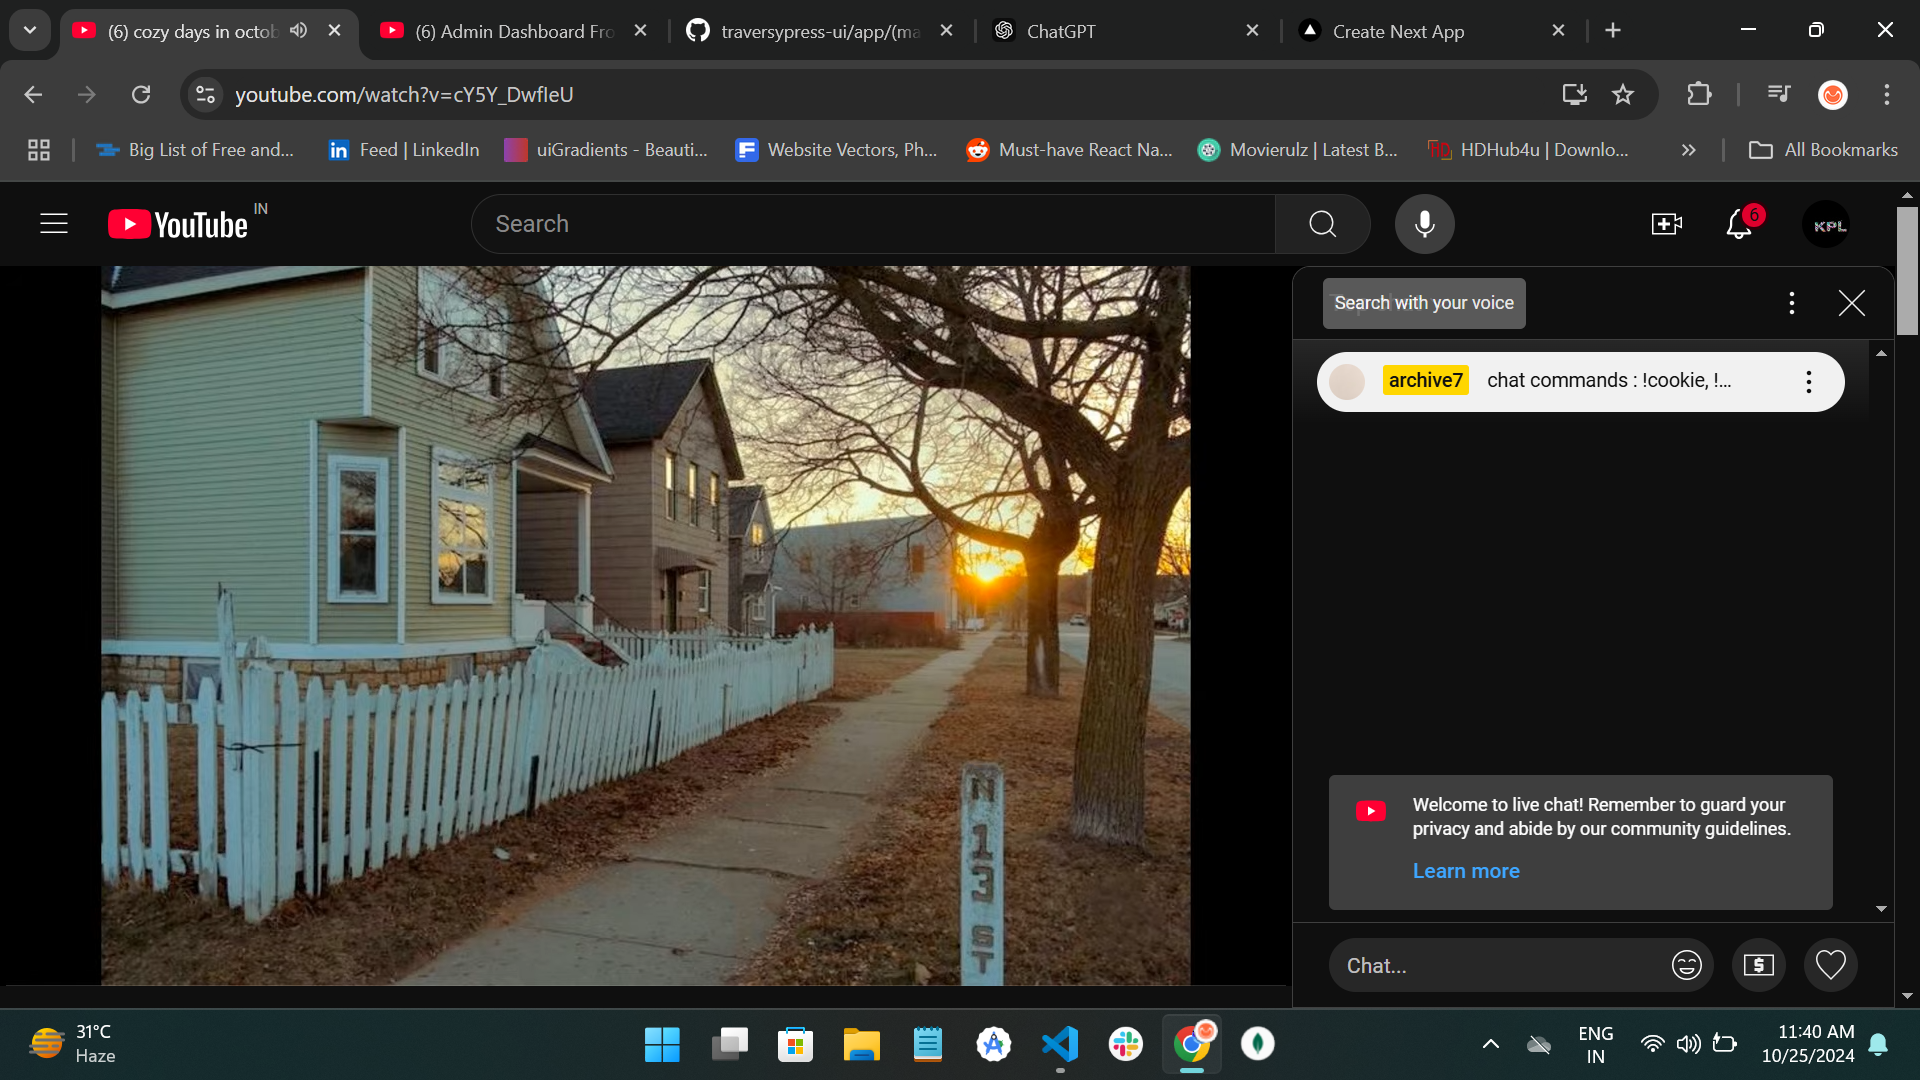 (6) cozy days in octob
(6) Admin Dashboard Fro
traversypress-ui/app/(ma
ChatGPT
Create Next App
youtube.com/watch?v=cY5Y_DwfleU
Big List of Free and...
Feed | LinkedIn
uiGradients - Beauti...
Website Vectors, Ph...
Must-have React Na...
Movierulz | Latest B...
HDHub4u | Downlo...
»
All Bookmarks
YouTube IN
Search
6
KPL
Search with your voice
archive7 chat commands : !cookie, !...
Welcome to live chat! Remember to guard your
privacy and abide by our community guidelines.
Learn more
N
13
ST
Chat...
31°C
Haze
ENG
IN
11:40 AM
10/25/2024